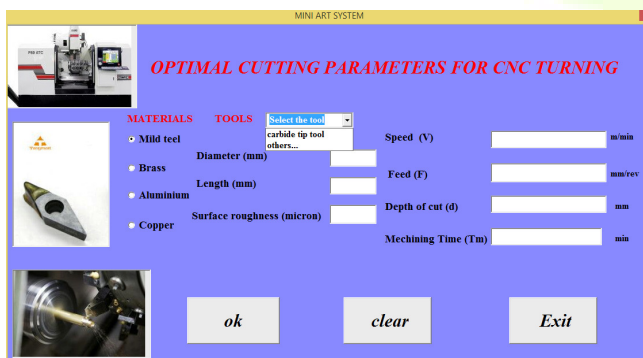 MINI ART SYSTEM
OPTIMAL CUTTING PARAMETERS FOR CNC TURNING
MATERIALS TOOLS Select the tool
carbide tip tool
others...
Mild teel
Brass
Aluminium
Copper
Diameter (mm)
Length (mm)
Surface roughness (micron)
Speed (V) m/min
Feed (F) mm/rev
Depth of cut (d) mm
Mechining Time (Tm) min
ok clear Exit